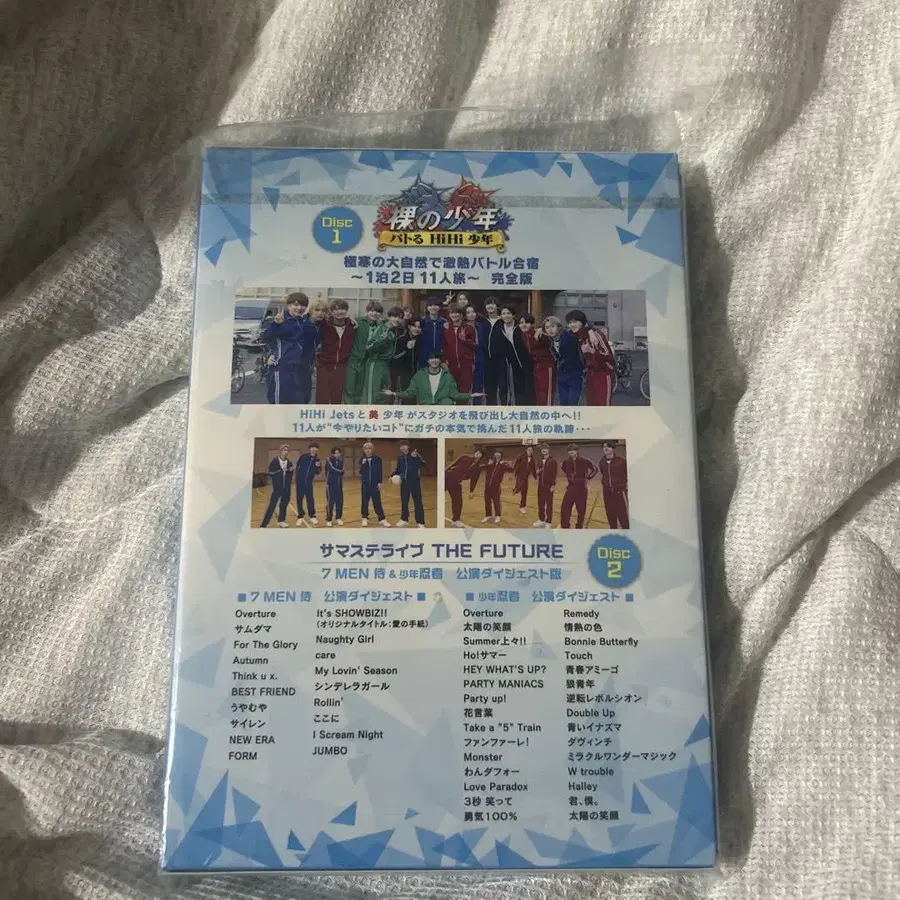 Disc
1
裸の少年
バトる HiHi 少年
極寒の大自然で激熱バトル合宿
～1泊2日 11人旅～ 完全版
HiHi Jetsと美 少年がスタジオを飛び出し大自然の中へ!!
11人が“今やりたいコト”にガチの本気で挑んだ11人旅の軌跡･･･
サマステライブ THE FUTURE
Disc
2
7 MEN 侍 & 少年忍者 公演ダイジェスト版
■ 7 MEN 侍 公演ダイジェスト ■
Overture
サムダマ
For The Glory
Autumn
Think u x.
BEST FRIEND
うやむや
サイレン
NEW ERA
FORM
It's SHOWBIZ!!
(オリジナルタイトル：愛の手紙)
Naughty Girl
care
My Lovin' Season
シンデレラガール
Rollin'
ここに
I Scream Night
JUMBO
■ 少年忍者 公演ダイジェスト ■
Overture
太陽の笑顔
Summer上々!!
Ho!サマー
HEY WHAT'S UP?
PARTY MANIACS
Party up!
花言葉
Take a "5" Train
ファンファーレ!
Monster
わんダフォー
Love Paradox
3秒 笑って
勇気100%
Remedy
情熱の色
Bonnie Butterfly
Touch
青春アミーゴ
狼青年
逆転レボルシオン
Double Up
青いイナズマ
ダヴィンチ
ミラクルワンダーマジック
W trouble
Halley
君、僕。
太陽の笑顔